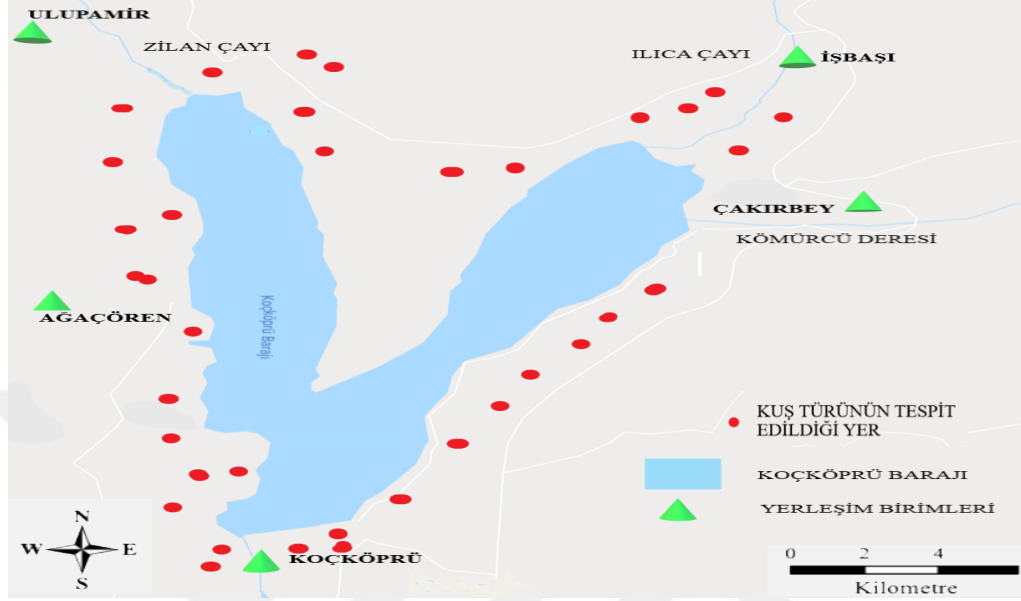 ULUPAMİR
ZİLAN ÇAYI
ILICA ÇAYI
İŞBAŞI
ÇAKIRBEY
KÖMÜRCÜ DERESİ
Koçköprü Barajı
AĞAÇÖREN
KUŞ TÜRÜNÜN TESPİT
EDİLDİĞİ YER
KOÇKÖPRÜ BARAJI
YERLEŞİM BİRİMLERİ
N
W E
S
KOÇKÖPRÜ
0 2 4
Kilometre